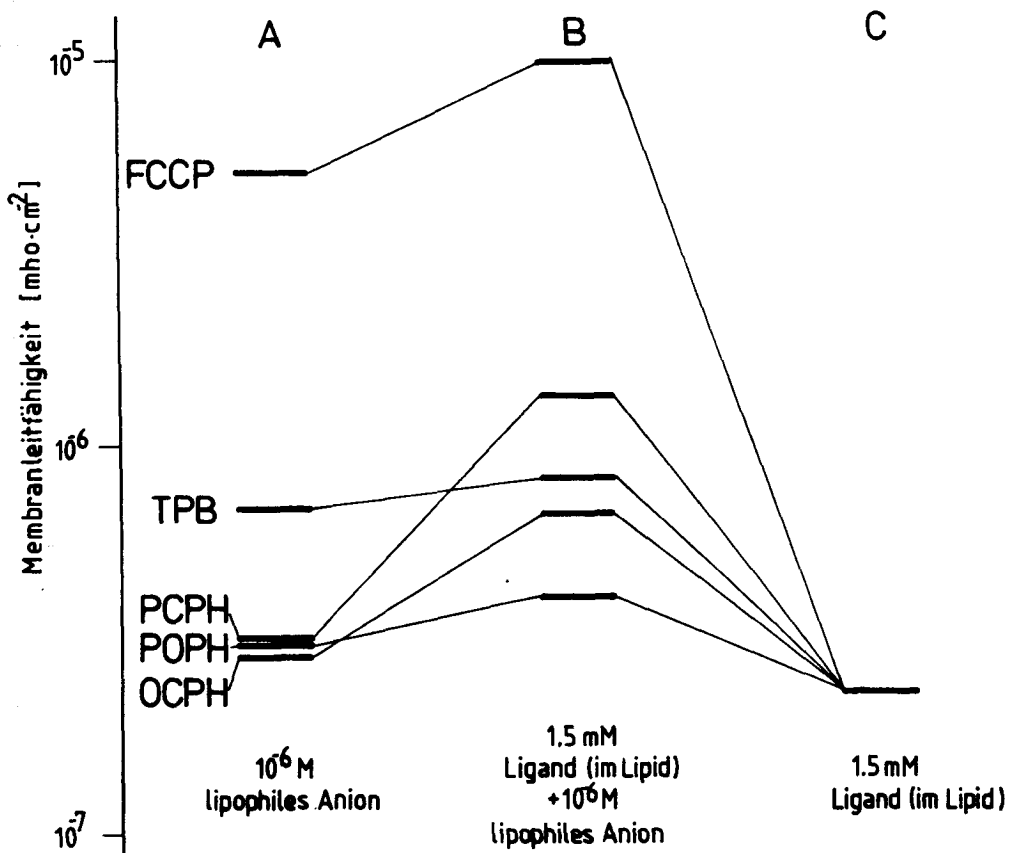 A
B
C
10⁻⁵
FCCP
Membranleitfähigkeit [mho·cm⁻²]
10⁻⁶
TPB
PCPH
POPH
OCPH
10⁻⁷
10⁻⁶ M
lipophiles Anion
1,5 mM
Ligand (im Lipid)
+10⁻⁶M
lipophiles Anion
1.5 mM
Ligand (im Lipid)